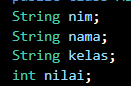 String nim;
String nama;
String kelas;
int nilai;